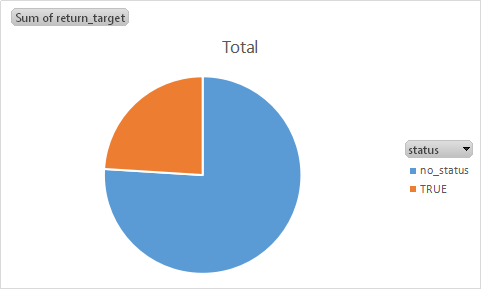 Sum of return_target
Total
status
no_status
TRUE